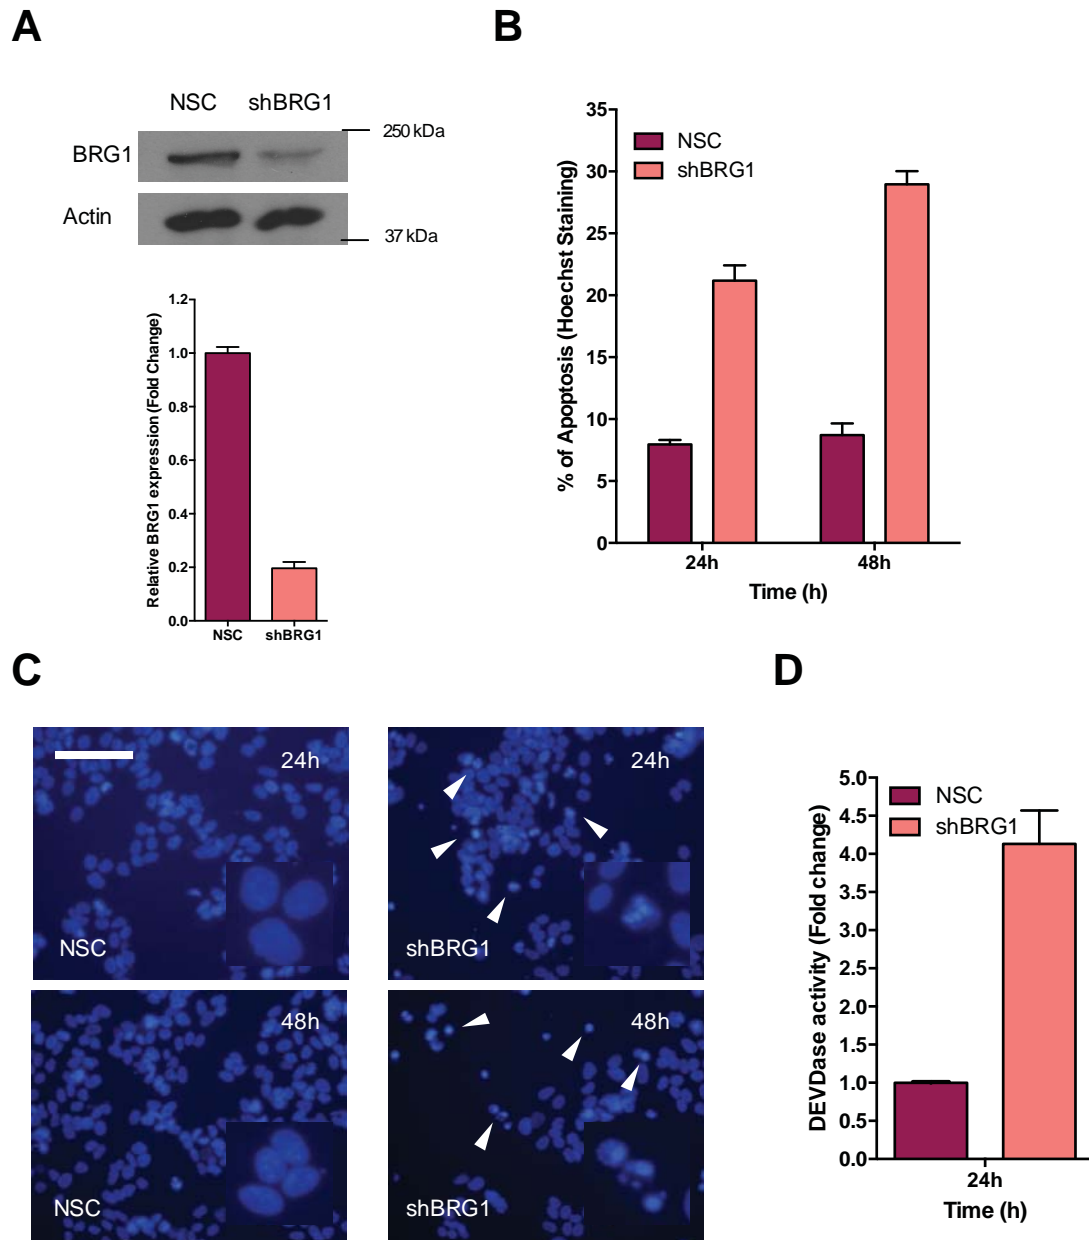 A
NSC shBRG1
250 kDa
BRG1
Actin
37 kDa
Relative BRG1 expression (Fold Change)
1.2
1.0
0.8
0.6
0.4
0.2
0.0
NSC shBRG1
B
% of Apoptosis (Hoechst Staining)
35
30
25
20
15
10
5
0
NSC
shBRG1
24h 48h
Time (h)
C
24h
NSC
24h
shBRG1
48h
NSC
48h
shBRG1
D
DEVDase activity (Fold change)
5.0
4.5
4.0
3.5
3.0
2.5
2.0
1.5
1.0
0.5
0.0
NSC
shBRG1
24h
Time (h)